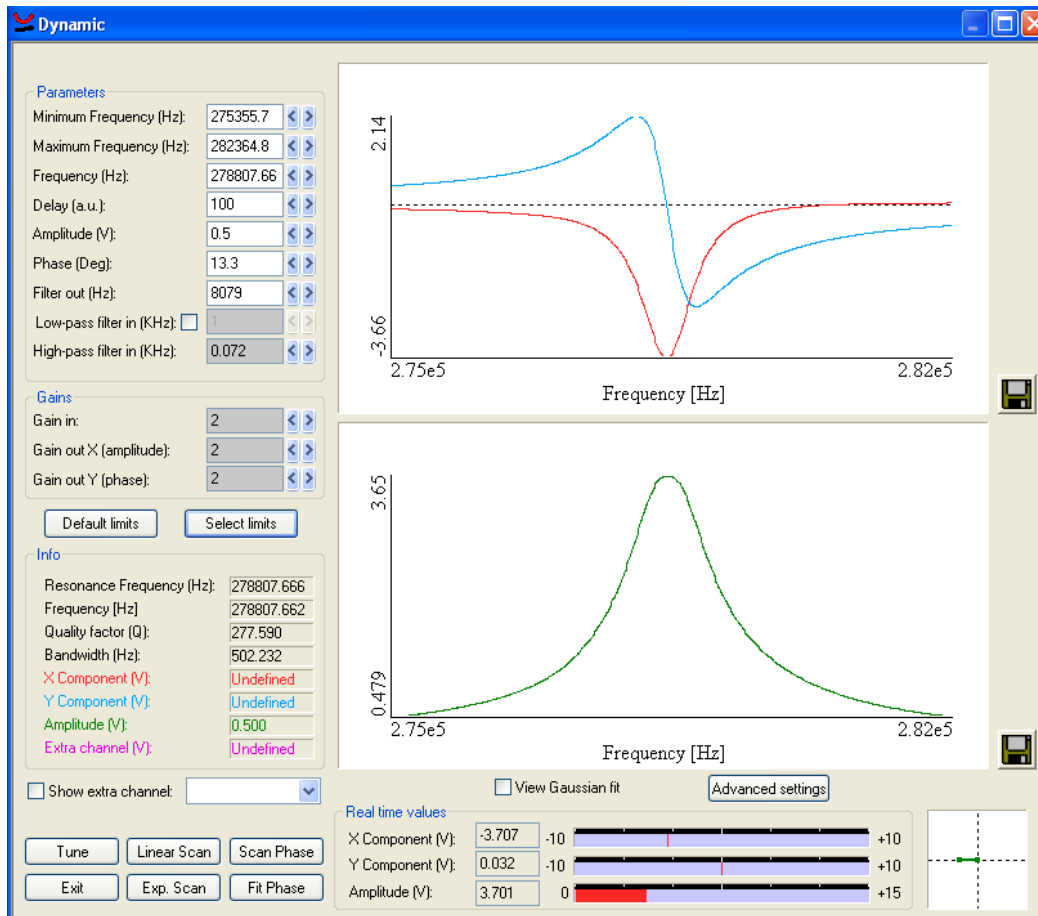 Dynamic
Parameters
Minimum Frequency (Hz): 275355.7
Maximum Frequency (Hz): 282364.8
Frequency (Hz): 278807.66
Delay (a.u.): 100
Amplitude (V): 0.5
Phase (Deg): 13.3
Filter out (Hz): 8079
Low-pass filter in (KHz): 1
High-pass filter in (KHz): 0.072
Gains
Gain in: 2
Gain out X (amplitude): 2
Gain out Y (phase): 2
Default limits Select limits
Info
Resonance Frequency (Hz): 278807.666
Frequency [Hz] 278807.662
Quality factor (Q): 277.590
Bandwidth (Hz): 502.232
X Component (V): Undefined
Y Component (V): Undefined
Amplitude (V): 0.500
Extra channel (V): Undefined
Show extra channel:
Tune Linear Scan Scan Phase
Exit Exp. Scan Fit Phase
2.14
-3.66
2.75e5 2.82e5
Frequency [Hz]
3.65
0.479
2.75e5 2.82e5
Frequency [Hz]
View Gaussian fit Advanced settings
Real time values
X Component (V): -3.707 -10 +10
Y Component (V): 0.032 -10 +10
Amplitude (V): 3.701 0 +15